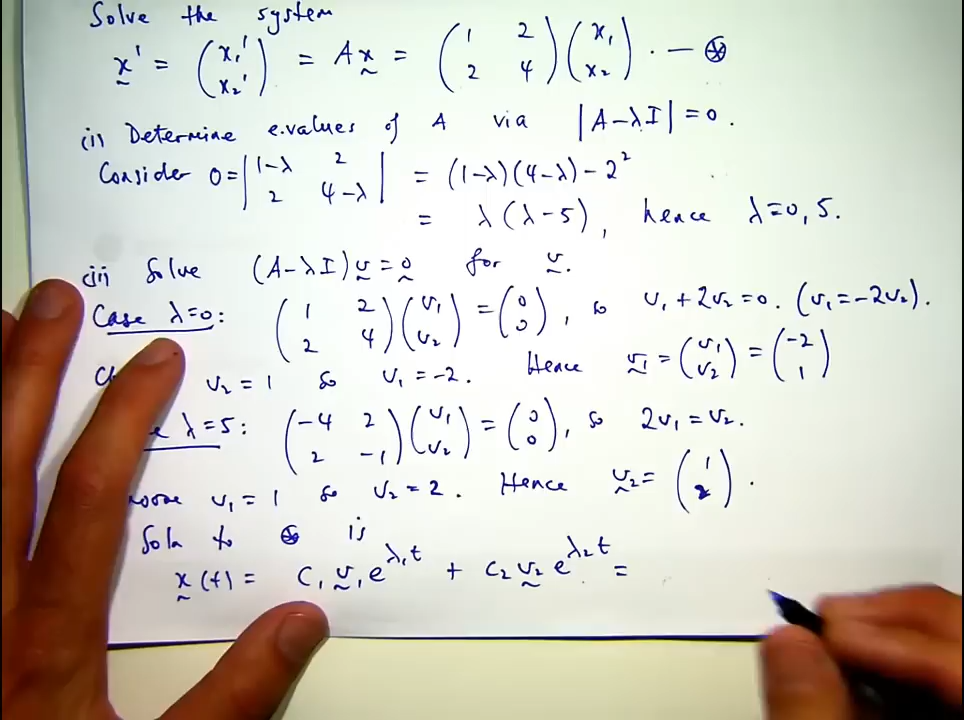 Solve the system
x' = (x₁' x₂') = Ax = (1 2 2 4)(x₁ x₂). — ⊛
(i) Determine e.values of A via |A-λI| = 0.
Consider 0 = |1-λ 2 2 4-λ| = (1-λ)(4-λ) - 2²
= λ(λ-5), hence λ=0, 5.
(ii) Solve (A-λI)v = 0 for v.
Case λ=0: (1 2 2 4)(v₁ v₂) = (0 0), so v₁ + 2v₂ = 0. (v₁ = -2v₂).
v₂ = 1 so v₁ = -2. Hence v₁ = (v₁ v₂) = (-2 1)
λ=5: (-4 2 2 -1)(v₁ v₂) = (0 0), so 2v₁ = v₂.
v₁ = 1 so v₂ = 2. Hence v₂ = (1 2).
Soln to ⊛ is
x(t) = c₁ v₁ e^{λ₁t} + c₂ v₂ e^{λ₂t} =